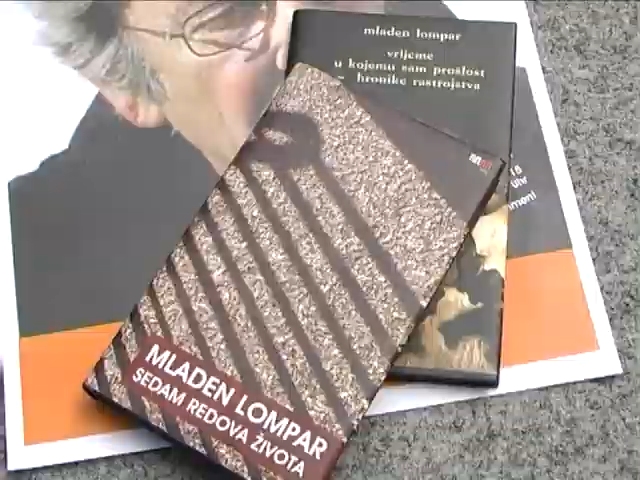 mladen lompar
vrijeme
u kojemu sam prošlost
– hronike rastrojstva
MLADEN LOMPAR
SEDAM REDOVA ŽIVOTA